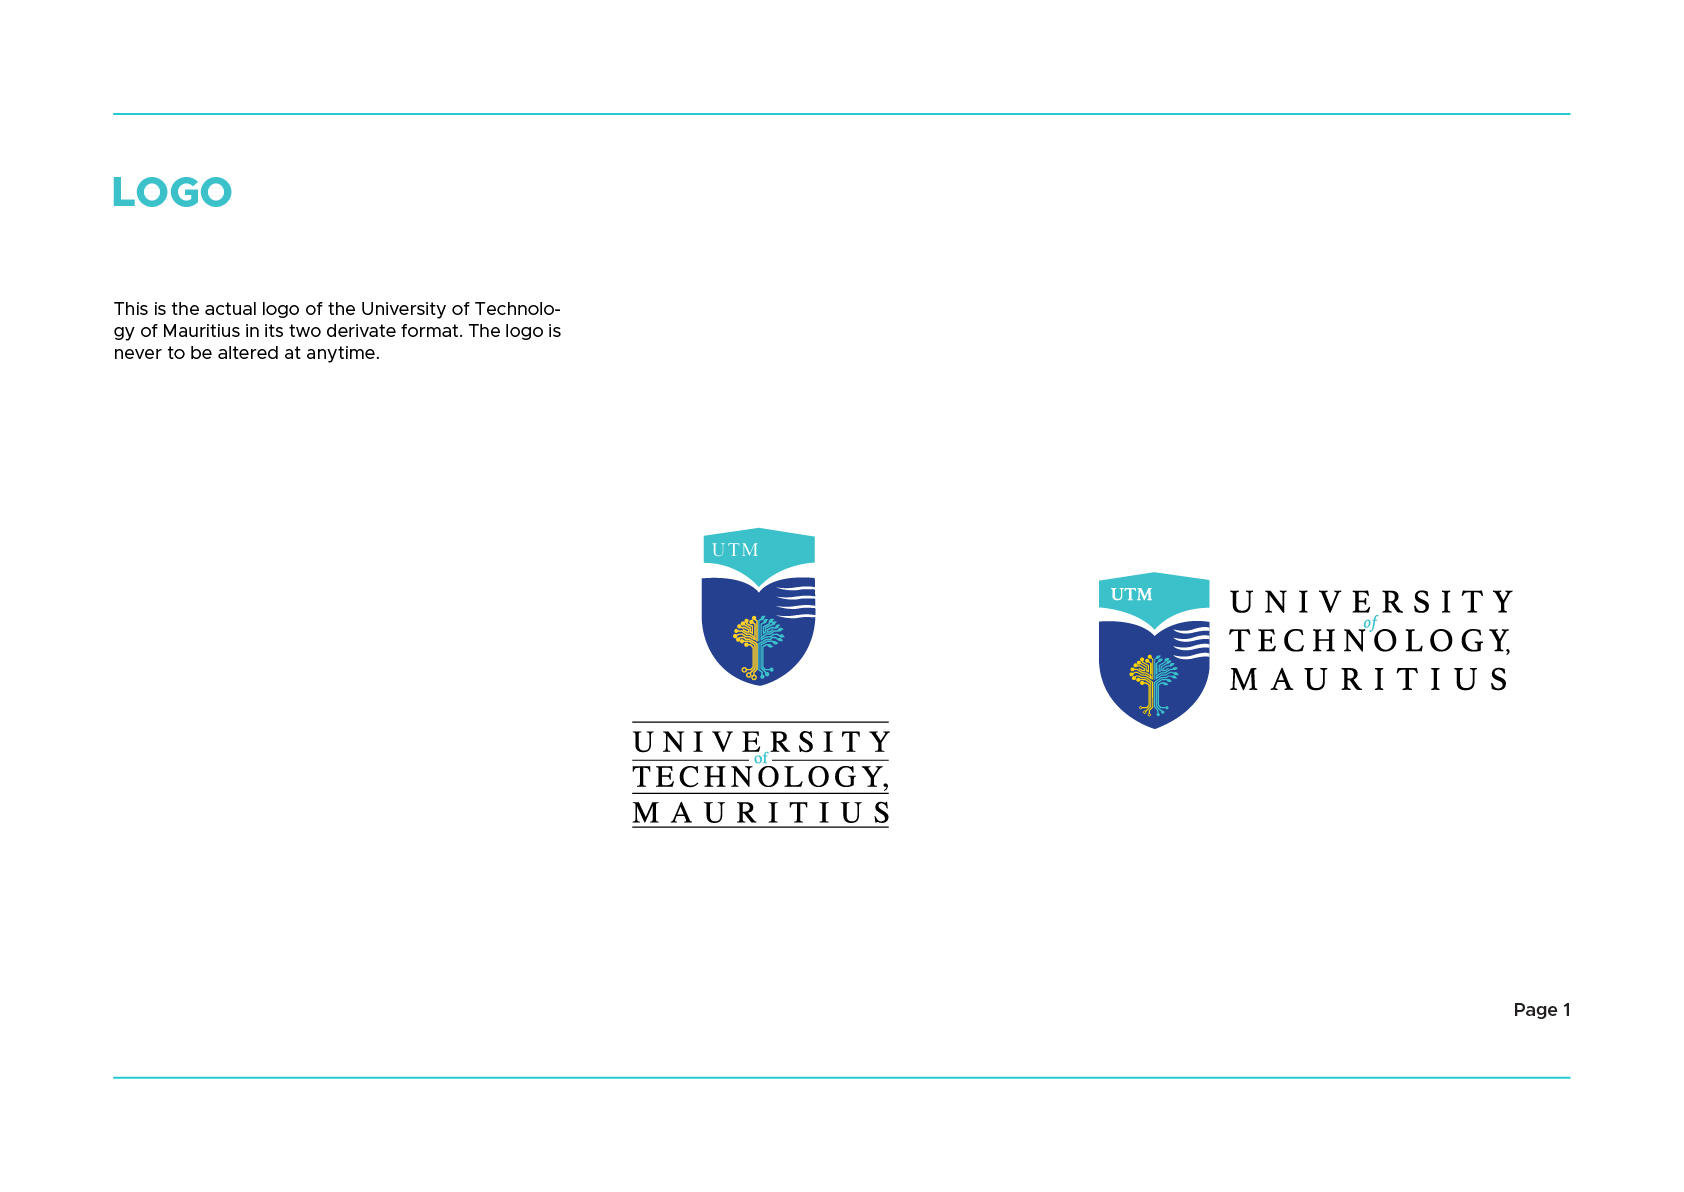 LOGO
This is the actual logo of the University of Technolo-
gy of Mauritius in its two derivate format. The logo is
never to be altered at anytime.
UTM
UNIVERSITY
of
TECHNOLOGY,
MAURITIUS
UTM
UNIVERSITY
of
TECHNOLOGY,
MAURITIUS
Page 1